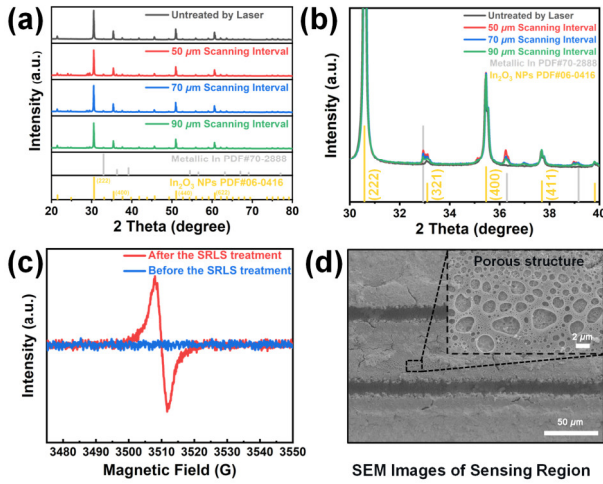 (a)
Untreated by Laser
50 μm Scanning Interval
70 μm Scanning Interval
90 μm Scanning Interval
Metallic In PDF#70-2888
In₂O₃ NPs PDF#06-0416
(222)
(400)
(440)
(622)
Intensity (a.u.)
20 30 40 50 60 70 80
2 Theta (degree)
(b)
Untreated by Laser
50 μm Scanning Interval
70 μm Scanning Interval
90 μm Scanning Interval
Metallic In PDF#70-2888
In₂O₃ NPs PDF#06-0416
(222)
(321)
(400)
(411)
Intensity (a.u.)
30 32 34 36 38 40
2 Theta (degree)
(c)
After the SRLS treatment
Before the SRLS treatment
Intensity (a.u.)
3480 3490 3500 3510 3520 3530 3540 3550
Magnetic Field (G)
(d)
Porous structure
2 μm
50 μm
SEM Images of Sensing Region